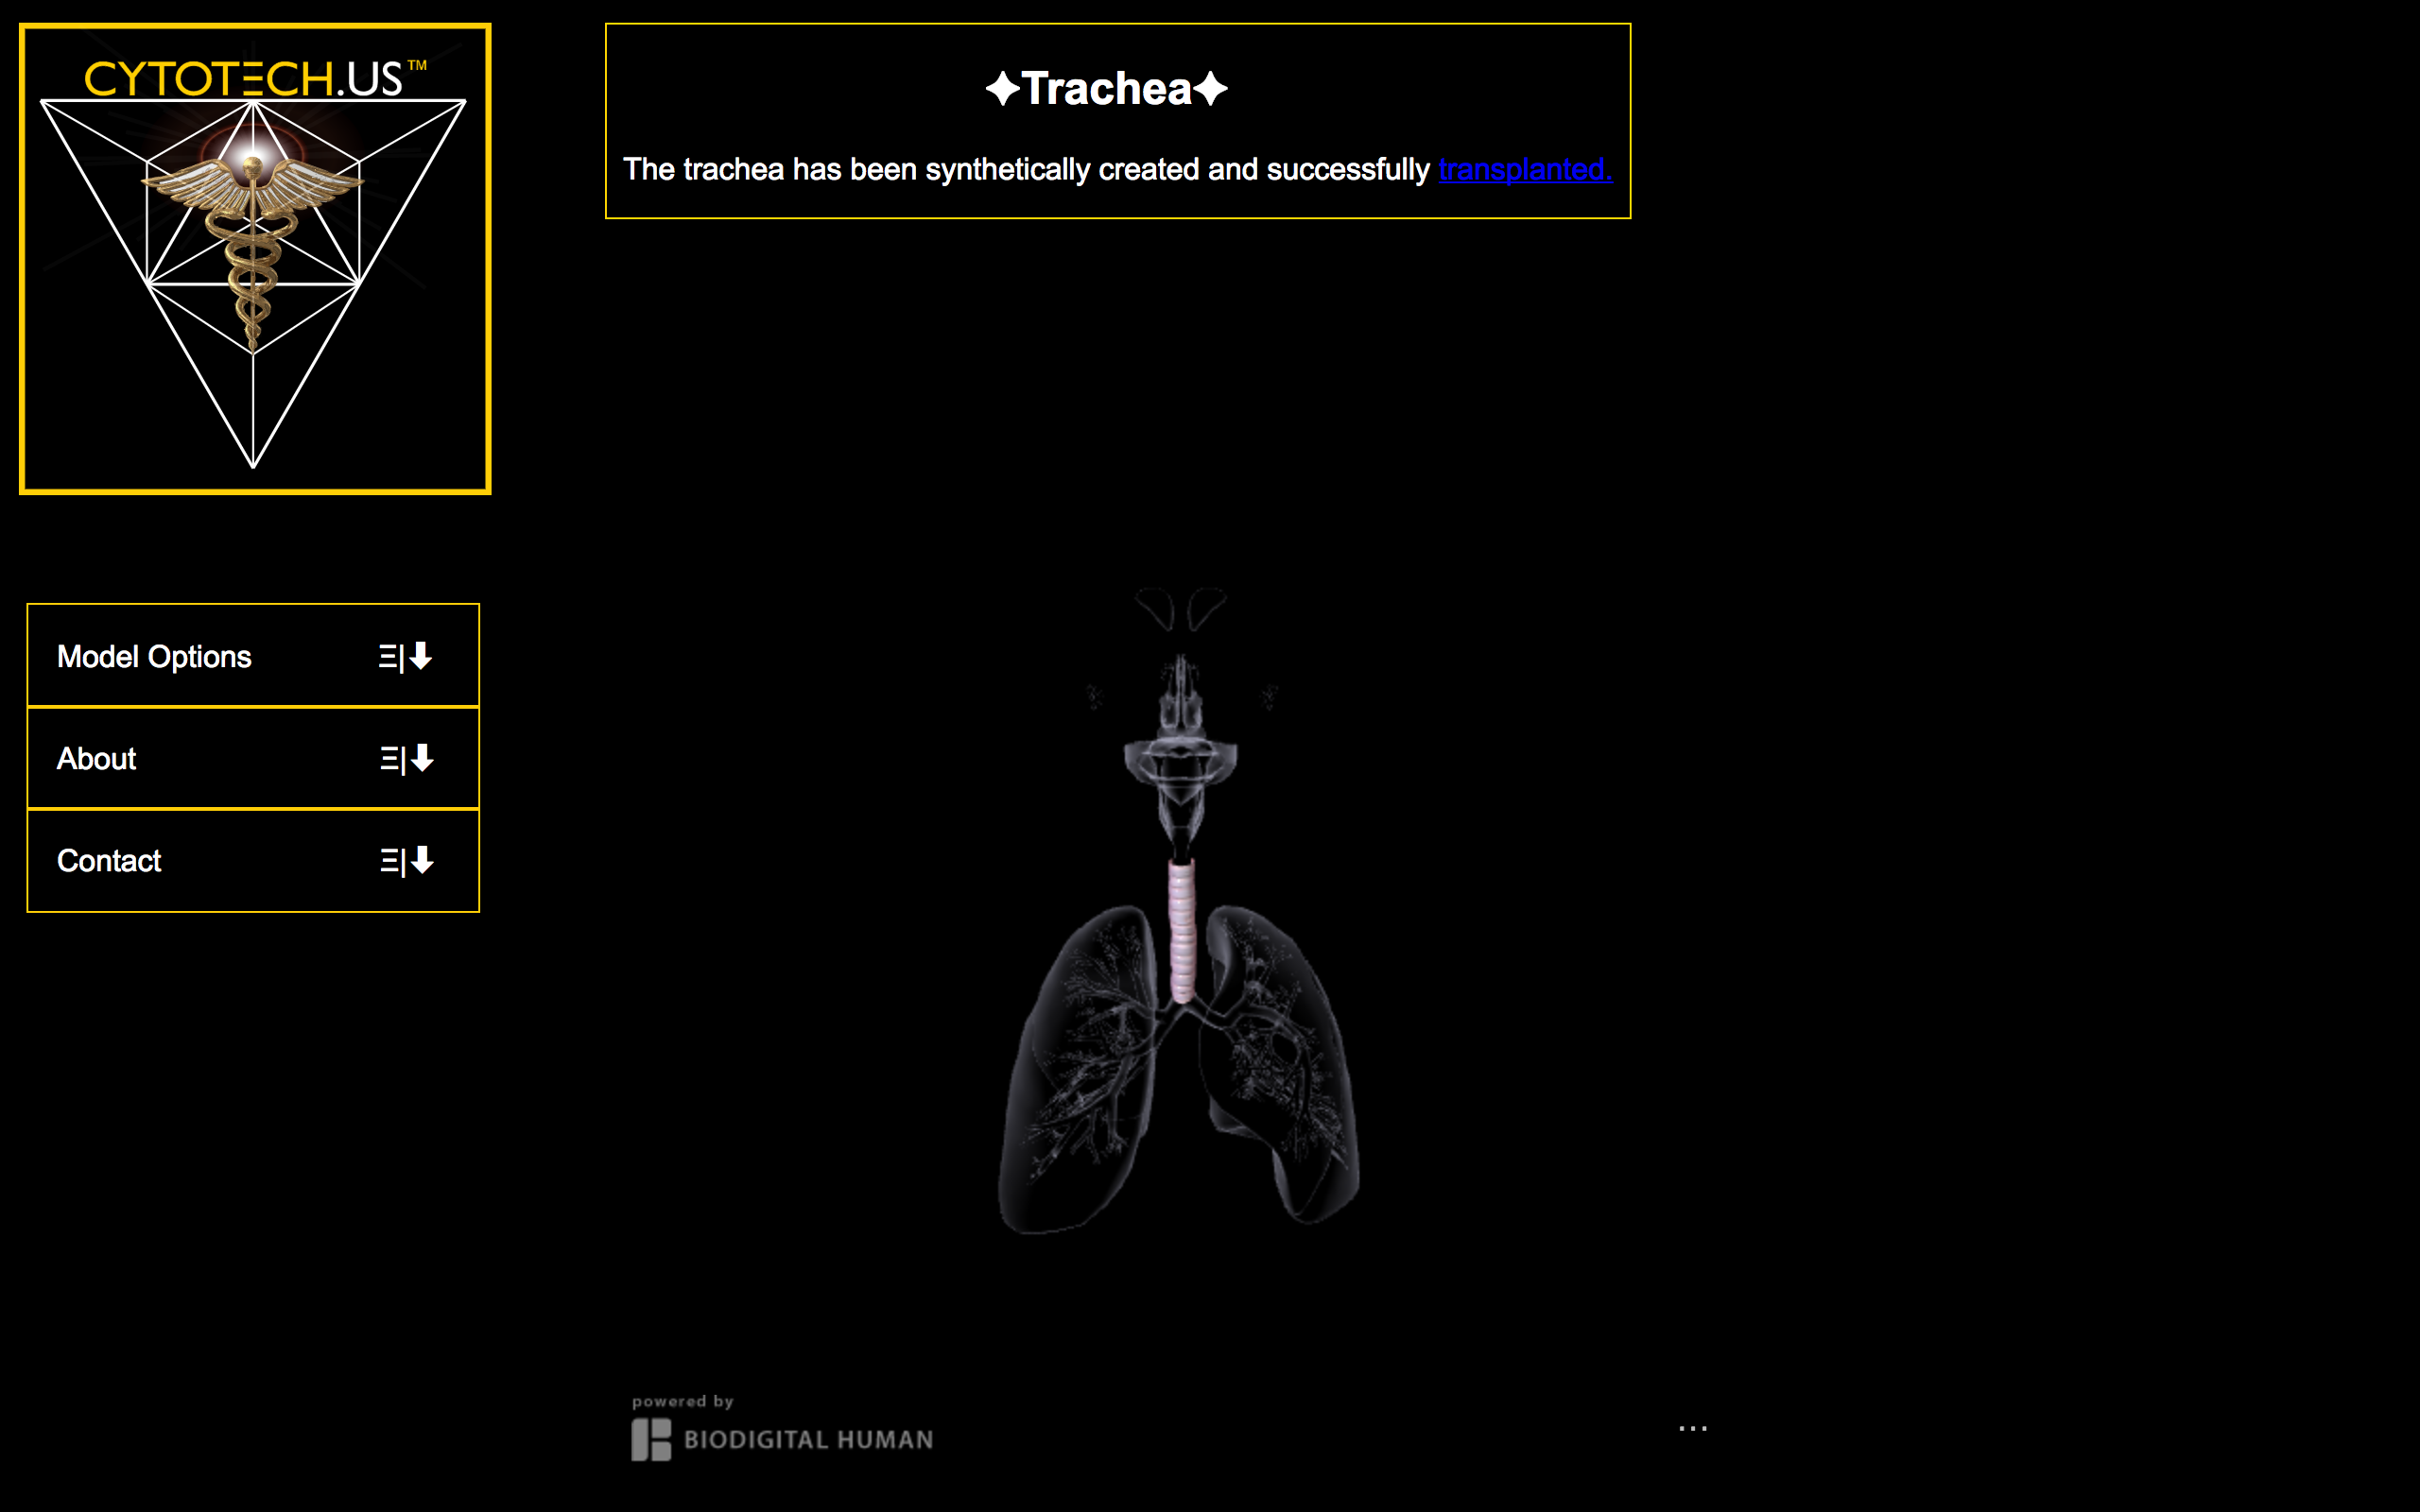 CYTOTΞCH.US™
✦Trachea✦
The trachea has been synthetically created and successfully transplanted.
Model Options Ξ|⬇
About Ξ|⬇
Contact Ξ|⬇
powered by
BIODIGITAL HUMAN
...